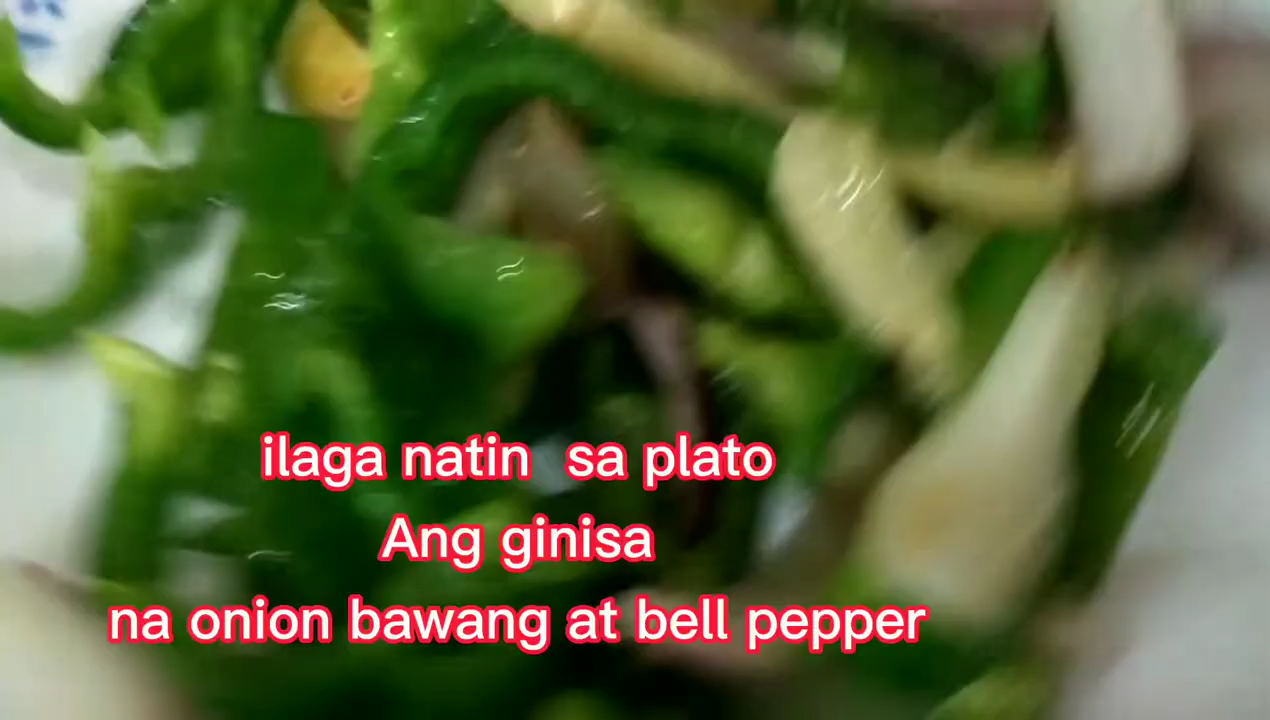 ilaga natin sa plato
Ang ginisa
na onion bawang at bell pepper